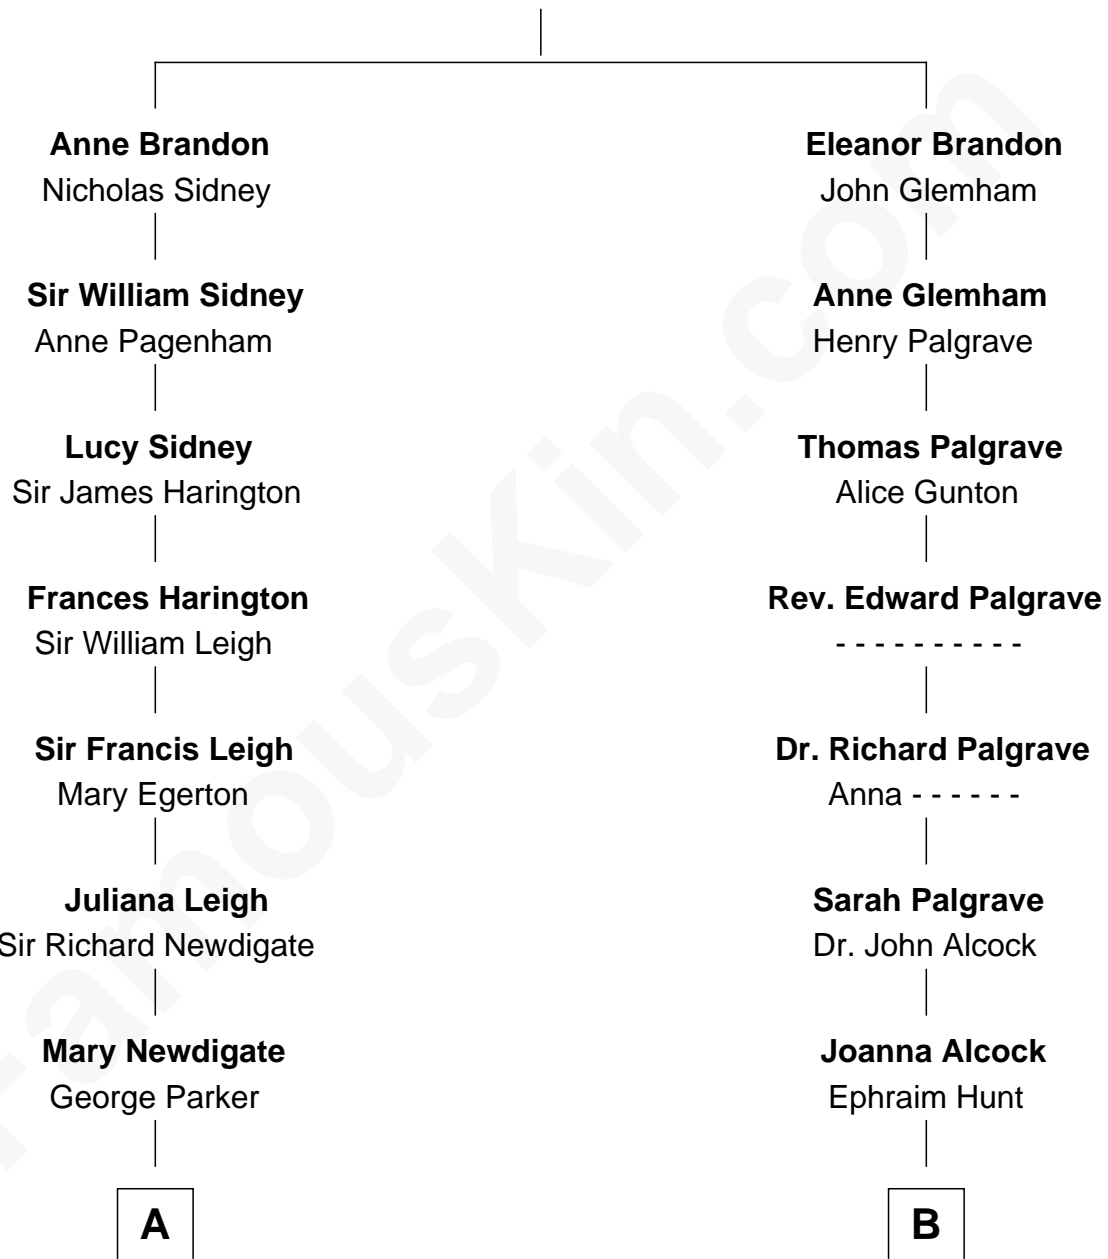 Anne Brandon
Nicholas Sidney
Sir William Sidney
Anne Pagenham
Lucy Sidney
Sir James Harington
Frances Harington
Sir William Leigh
Sir Francis Leigh
Mary Egerton
Juliana Leigh
Sir Richard Newdigate
Mary Newdigate
George Parker
A
Eleanor Brandon
John Glemham
Anne Glemham
Henry Palgrave
Thomas Palgrave
Alice Gunton
Rev. Edward Palgrave
- - - - - - - - - -
Dr. Richard Palgrave
Anna - - - - - -
Sarah Palgrave
Dr. John Alcock
Joanna Alcock
Ephraim Hunt
B
FamousKin.com